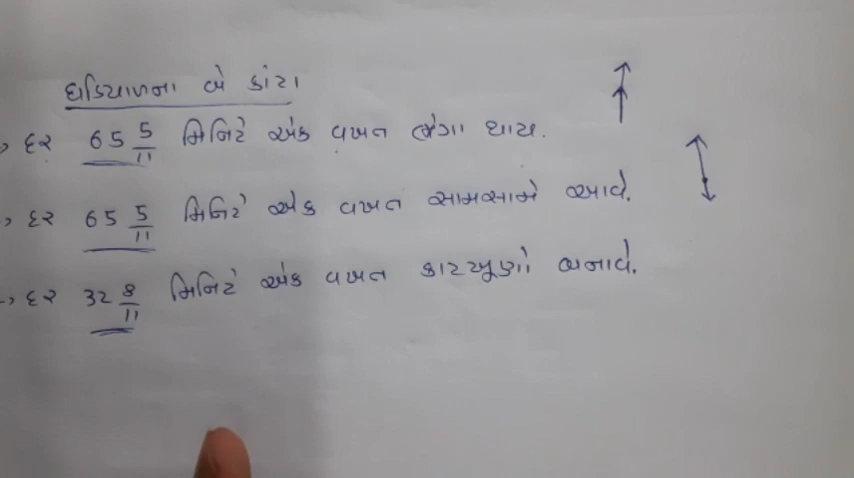 ઘડિયાળના બે કાંટા
→ દર 65 5/11 મિનિટે એક વખત ભેગા થાય.
→ દર 65 5/11 મિનિટે એક વખત સામસામે આવે.
→ દર 32 8/11 મિનિટે એક વખત કાટખૂણો બનાવે.